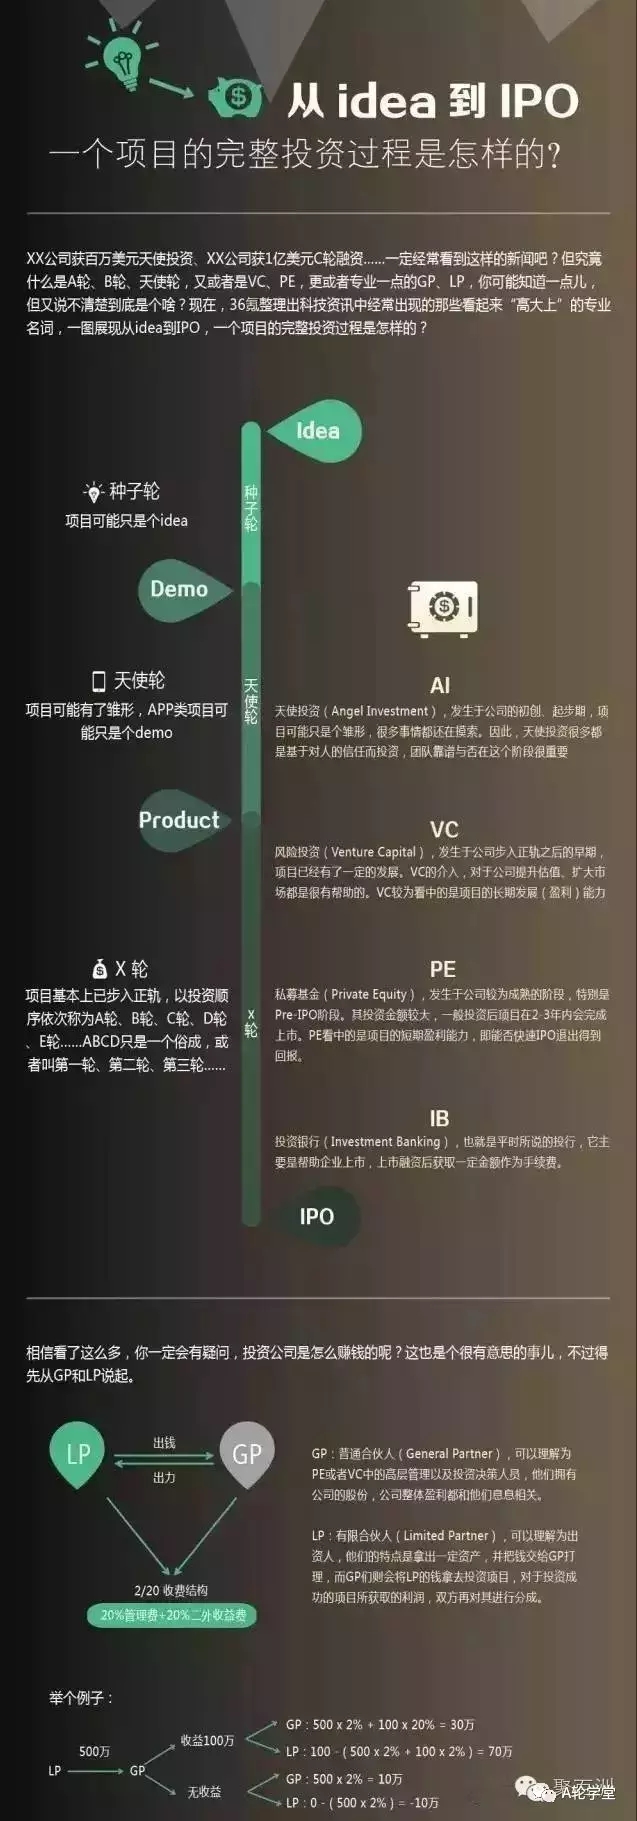 从 idea 到 IPO
一个项目的完整投资过程是怎样的?
XX公司获百万美元天使投资、XX公司获1亿美元C轮融资......一定经常看到这样的新闻吧？但究竟
什么是A轮、B轮、天使轮，又或者是VC、PE，更或者专业一点的GP、LP，你可能知道一点儿，
但又说不清楚到底是个啥？现在，36氪整理出科技资讯中经常出现的那些看起来“高大上”的专业
名词，一图展现从idea到IPO，一个项目的完整投资过程是怎样的？
Idea
种子轮
种子轮
项目可能只是个idea
Demo
天使轮
天使轮
项目可能有了雏形，APP类项目可
能只是个demo
AI
天使投资（Angel Investment），发生于公司的初创、起步期，项
目可能只是个雏形，很多事情都还在摸索。因此，天使投资很多都
是基于对人的信任而投资，团队靠谱与否在这个阶段很重要
Product
VC
风险投资（Venture Capital），发生于公司步入正轨之后的早期，
项目已经有了一定的发展。VC的介入，对于公司提升估值、扩大市
场都是很有帮助的。VC较为看中的是项目的长期发展（盈利）能力
X 轮
项目基本上已步入正轨，以投资顺
序依次称为A轮、B轮、C轮、D轮
、E轮......ABCD只是一个俗成，或
者叫第一轮、第二轮、第三轮......
x轮
PE
私募基金（Private Equity），发生于公司较为成熟的阶段，特别是
Pre-IPO阶段。其投资金额较大，一般投资后项目在2-3年内会完成
上市。PE看中的是项目的短期盈利能力，即能否快速IPO退出得到
回报。
IB
投资银行（Investment Banking），也就是平时所说的投行，它主
要是帮助企业上市，上市融资后获取一定金额作为手续费。
IPO
相信看了这么多，你一定会有疑问，投资公司是怎么赚钱的呢？这也是个很有意思的事儿，不过得
先从GP和LP说起。
LP
出钱
出力
GP
2/20 收费结构
20%管理费+20%二外收益费
GP：普通合伙人（General Partner），可以理解为
PE或者VC中的高层管理以及投资决策人员，他们拥有
公司的股份，公司整体盈利都和他们息息相关。
LP：有限合伙人（Limited Partner），可以理解为出
资人，他们的特点是拿出一定资产，并把钱交给GP打
理，而GP们则会将LP的钱拿去投资项目，对于投资成
功的项目所获取的利润，双方再对其进行分成。
举个例子：
LP
500万
GP
收益100万
GP：500 x 2% + 100 x 20% = 30万
LP：100 - ( 500 x 2% + 100 x 2% ) = 70万
无收益
GP：500 x 2% = 10万
LP：0 - ( 500 x 2% ) = -10万
A轮学堂